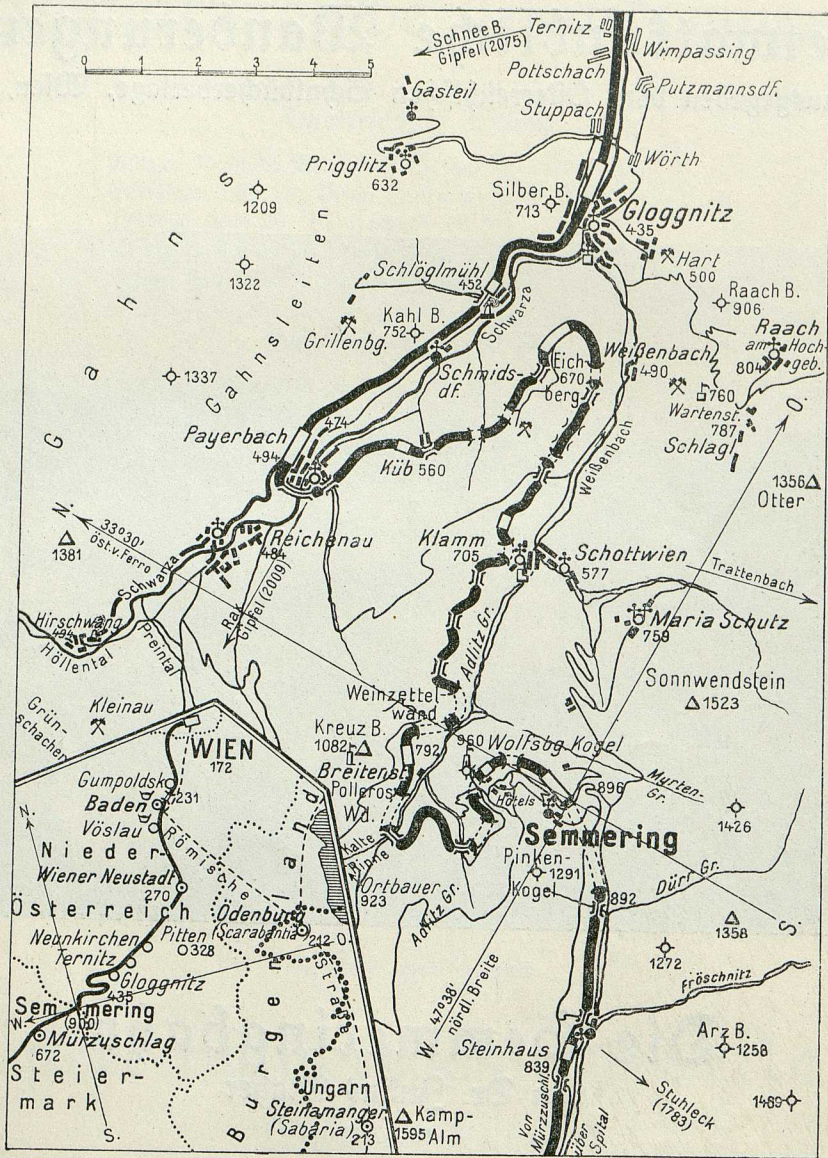 0 1 2 3 4 5
Schnee B.
Gipfel (2075)
Ternitz
Wimpassing
Pottschach
Putzmannsdf.
Gasteil
Stuppach
Prigglitz
632
Wörth
Silber B.
713
Gloggnitz
435
1209
1322
1337
Gahns
Gahnsleiten
Schlöglmühl
452
Hart
500
Raach B.
906
Raach
am Hoch-
geb.
804
Kahl B.
752
Grillenbg.
Schwarza
Schmids-
df.
Eich
670
berg
Weißenbach
490
760
Wartenst.
787
Schlagl
Payerbach
494
474
Küb 560
Weißenbach
O.
1356
Otter
N.
33°30'
öst. v. Ferro
1381
Reichenau
484
Klamm
705
Schottwien
577
Trattenbach
Schwarza
Rax
Gipfel (2009)
Hirschwang
494
Höllental
Preintal
Adlitz Gr.
Maria Schutz
759
Sonnwendstein
1523
Grün-
schacher
Kleinau
Weinzettel-
wand
Kreuz B.
1082
792
960 Wolfsbg-Kogel
Breitenst.
Polleros
Wd.
Hotels
896
Myrten-
Gr.
1426
Semmering
Kalte
Rinne
Pinken-
1291
Kogel
Ortbauer
923
Adlitz Gr.
892
Dürr Gr.
1358
S.
1272
Fröschnitz
W. 47°38'
nördl. Breite
Steinhaus
839
Arz B.
1258
Stuhleck
(1783)
1469
Von
Mürzzuschl.
über
Spital
Kamp-
1595 Alm
WIEN
172
Gumpoldsk.
231
Baden
Vöslau
Nieder-
Wiener Neustadt
270
Österreich
Römische
Strass
Ödenburg
(Scarabantia)
212 O.
Neunkirchen
Pitten
328
Ternitz
Gloggnitz
435
N.
Semmering
(900)
W.
Mürzzuschlag
672
Steier-
mark
S.
Burgenland
Ungarn
Steinamanger
(Sabaria)
213